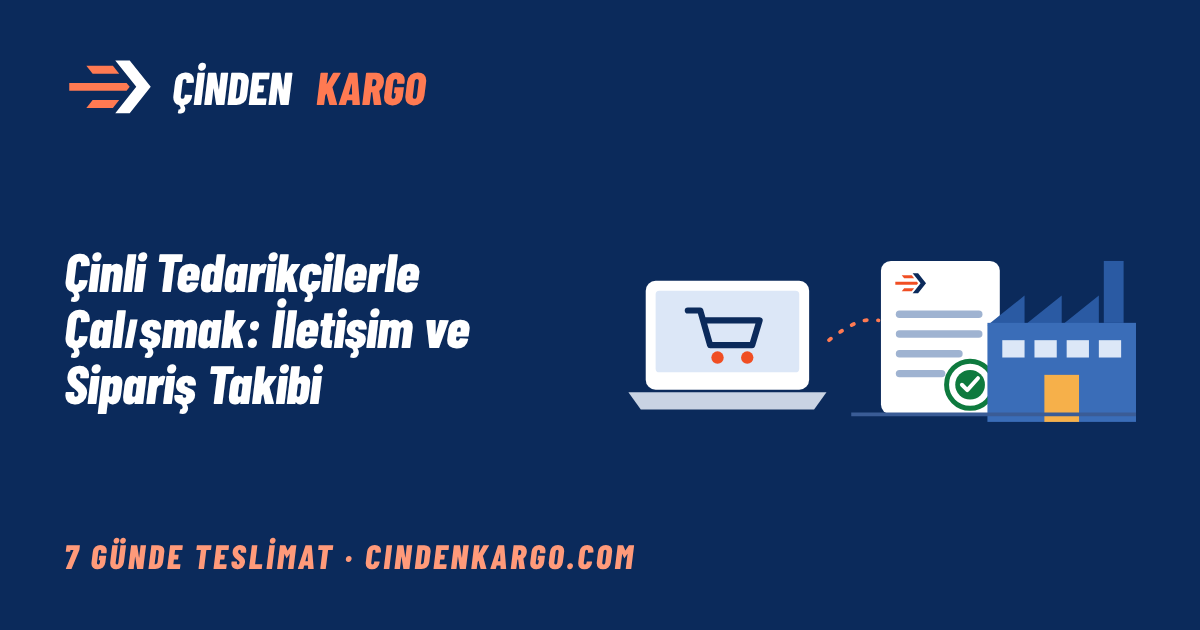 ÇİNDEN KARGO
Çinli Tedarikçilerle
Çalışmak: İletişim ve
Sipariş Takibi
7 GÜNDE TESLİMAT · CINDENKARGO.COM